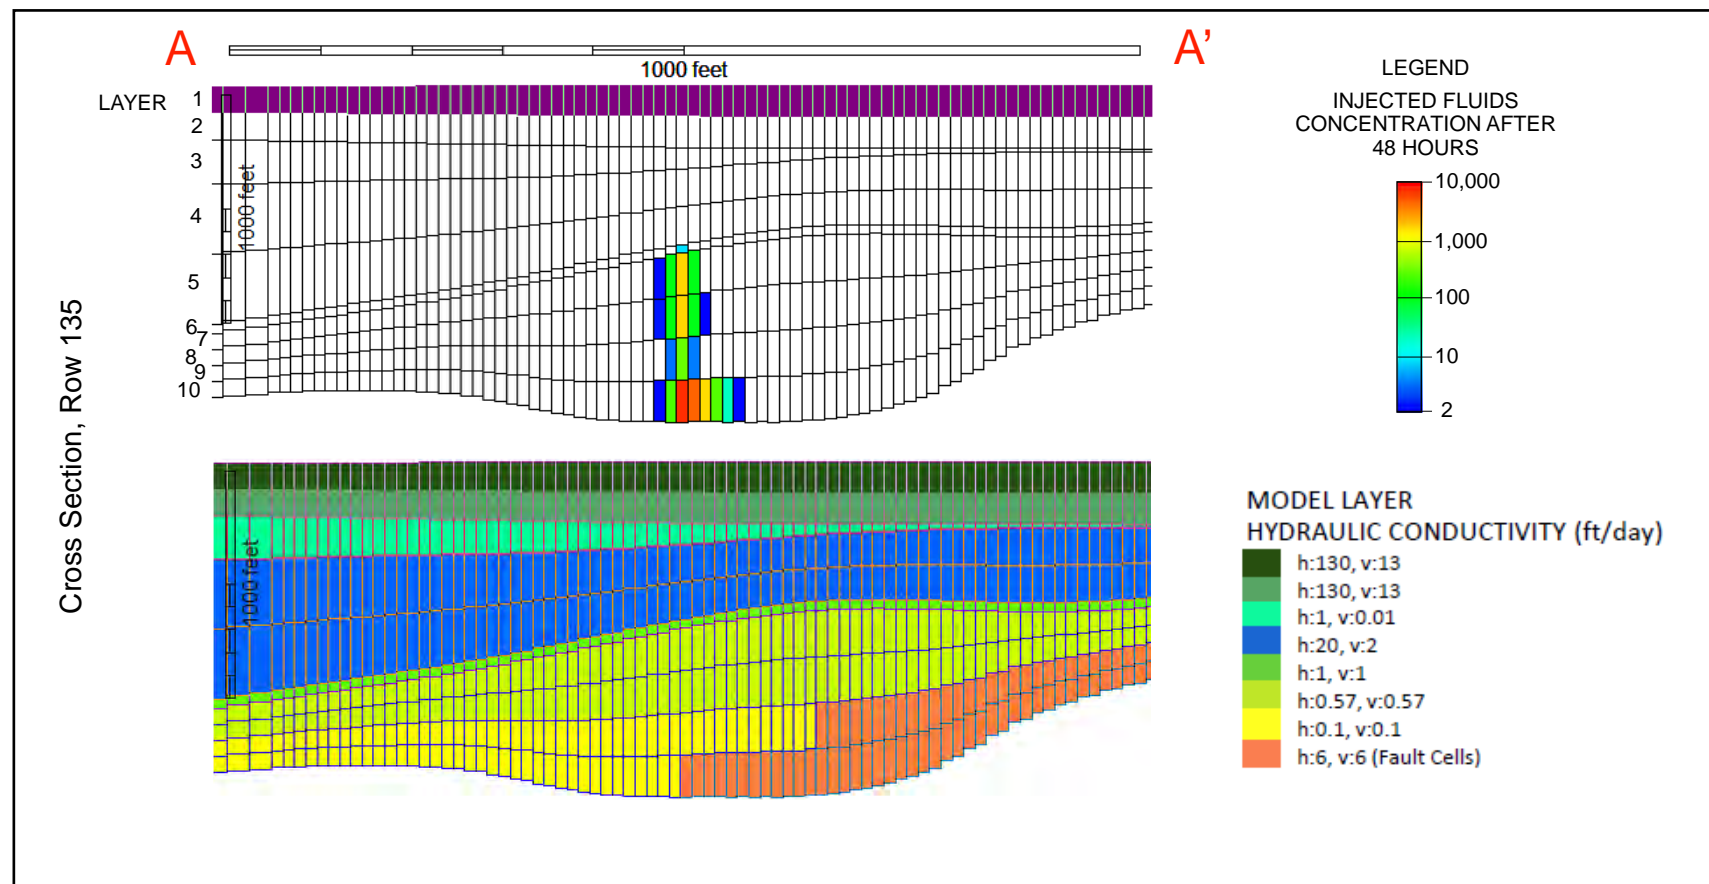 A
A'
1000 feet
LAYER
1
2
3
4
5
6
7
8
9
10
1000 feet
Cross Section, Row 135
LEGEND
INJECTED FLUIDS
CONCENTRATION AFTER
48 HOURS
10,000
1,000
100
10
2
1000 feet
MODEL LAYER
HYDRAULIC CONDUCTIVITY (ft/day)
h:130, v:13
h:130, v:13
h:1, v:0.01
h:20, v:2
h:1, v:1
h:0.57, v:0.57
h:0.1, v:0.1
h:6, v:6 (Fault Cells)